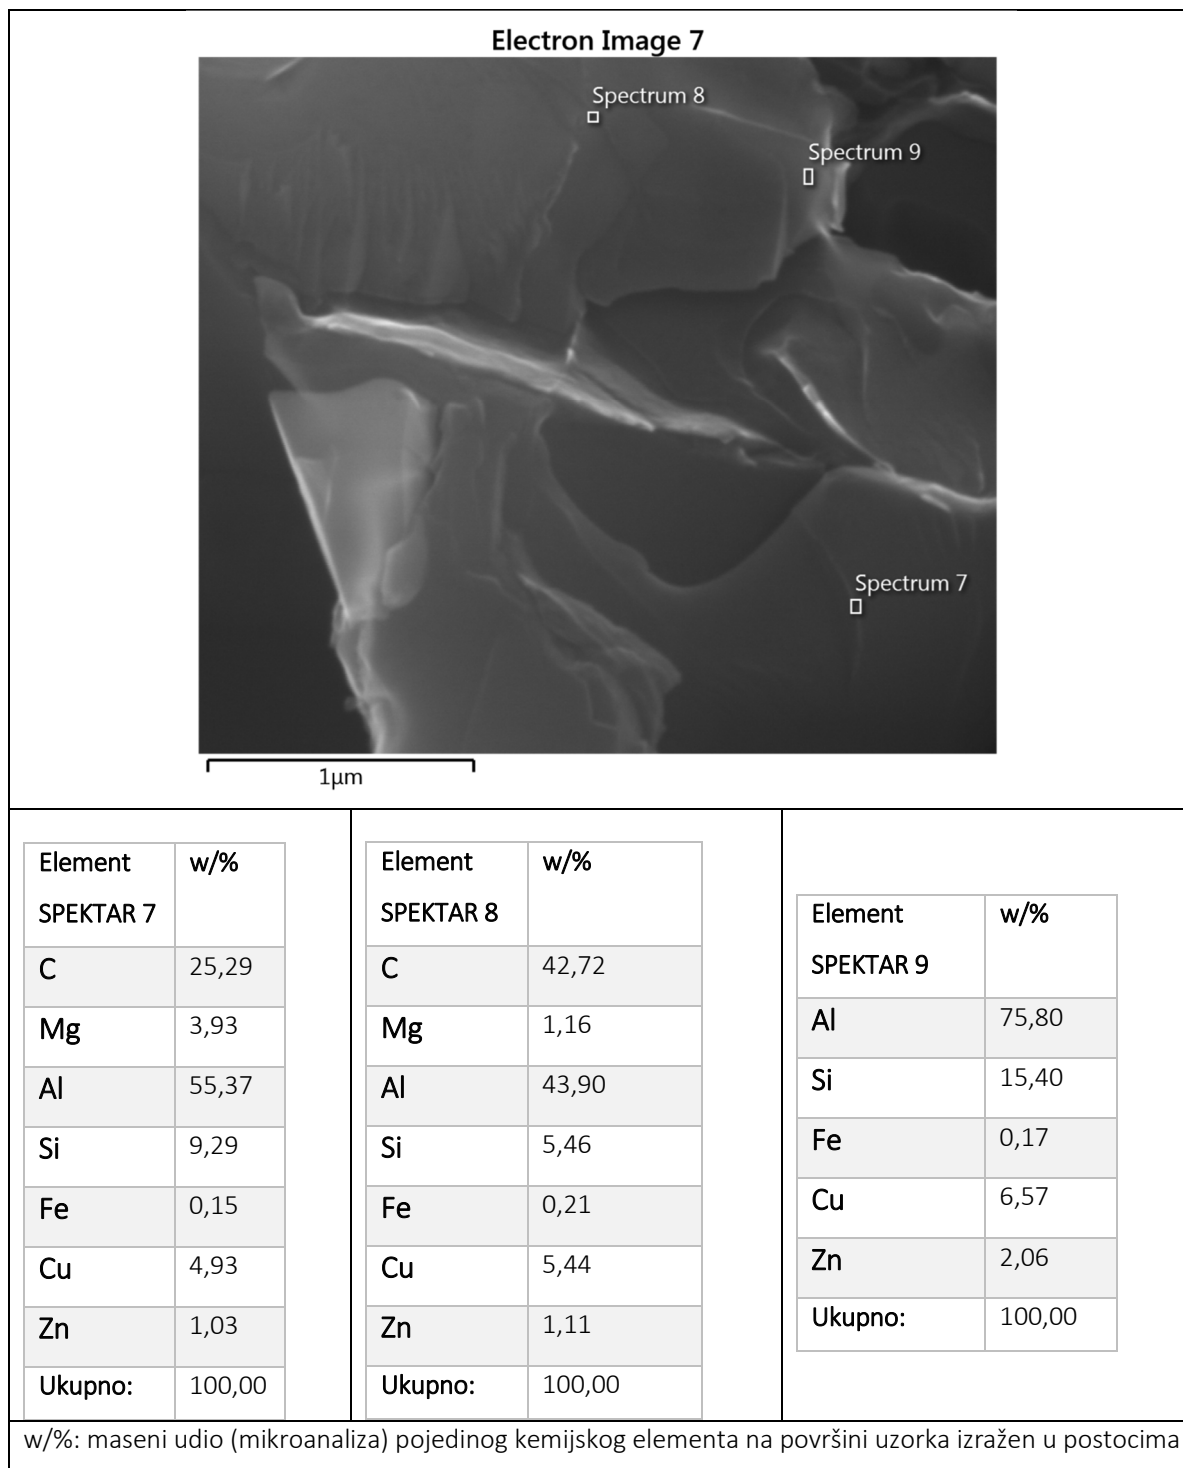 Electron Image 7
Spectrum 8
Spectrum 9
Spectrum 7
1µm
Element SPEKTAR 7 w/%
C 25,29
Mg 3,93
Al 55,37
Si 9,29
Fe 0,15
Cu 4,93
Zn 1,03
Ukupno: 100,00
Element SPEKTAR 8 w/%
C 42,72
Mg 1,16
Al 43,90
Si 5,46
Fe 0,21
Cu 5,44
Zn 1,11
Ukupno: 100,00
Element SPEKTAR 9 w/%
Al 75,80
Si 15,40
Fe 0,17
Cu 6,57
Zn 2,06
Ukupno: 100,00
w/%: maseni udio (mikroanaliza) pojedinog kemijskog elementa na površini uzorka izražen u postocima